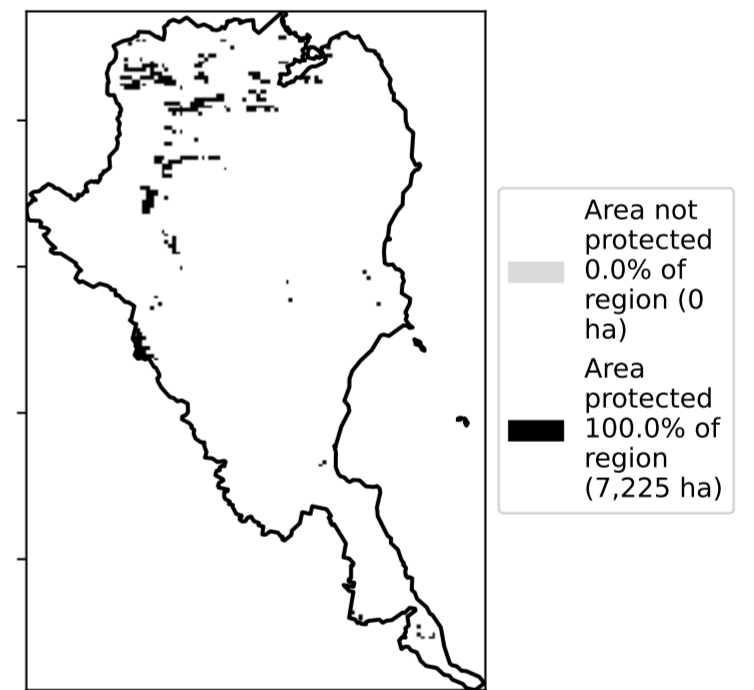 Area not
protected
0.0% of
region (0
ha)
Area
protected
100.0% of
region
(7,225 ha)